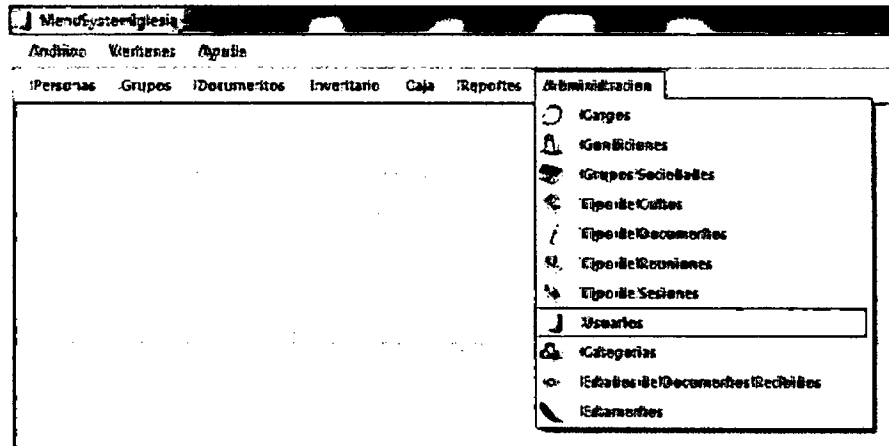 MenuSystemIglesia
Archivo Ventanas Ayuda
Personas Grupos Documentos Inventario Caja Reportes Administracion
Cargos
Condiciones
Grupos Sociedades
Tipo de Cultos
Tipo de Documentos
Tipo de Reuniones
Tipo de Sesiones
Usuarios
Categorias
Estados de Documentos Recibidos
Estamentos